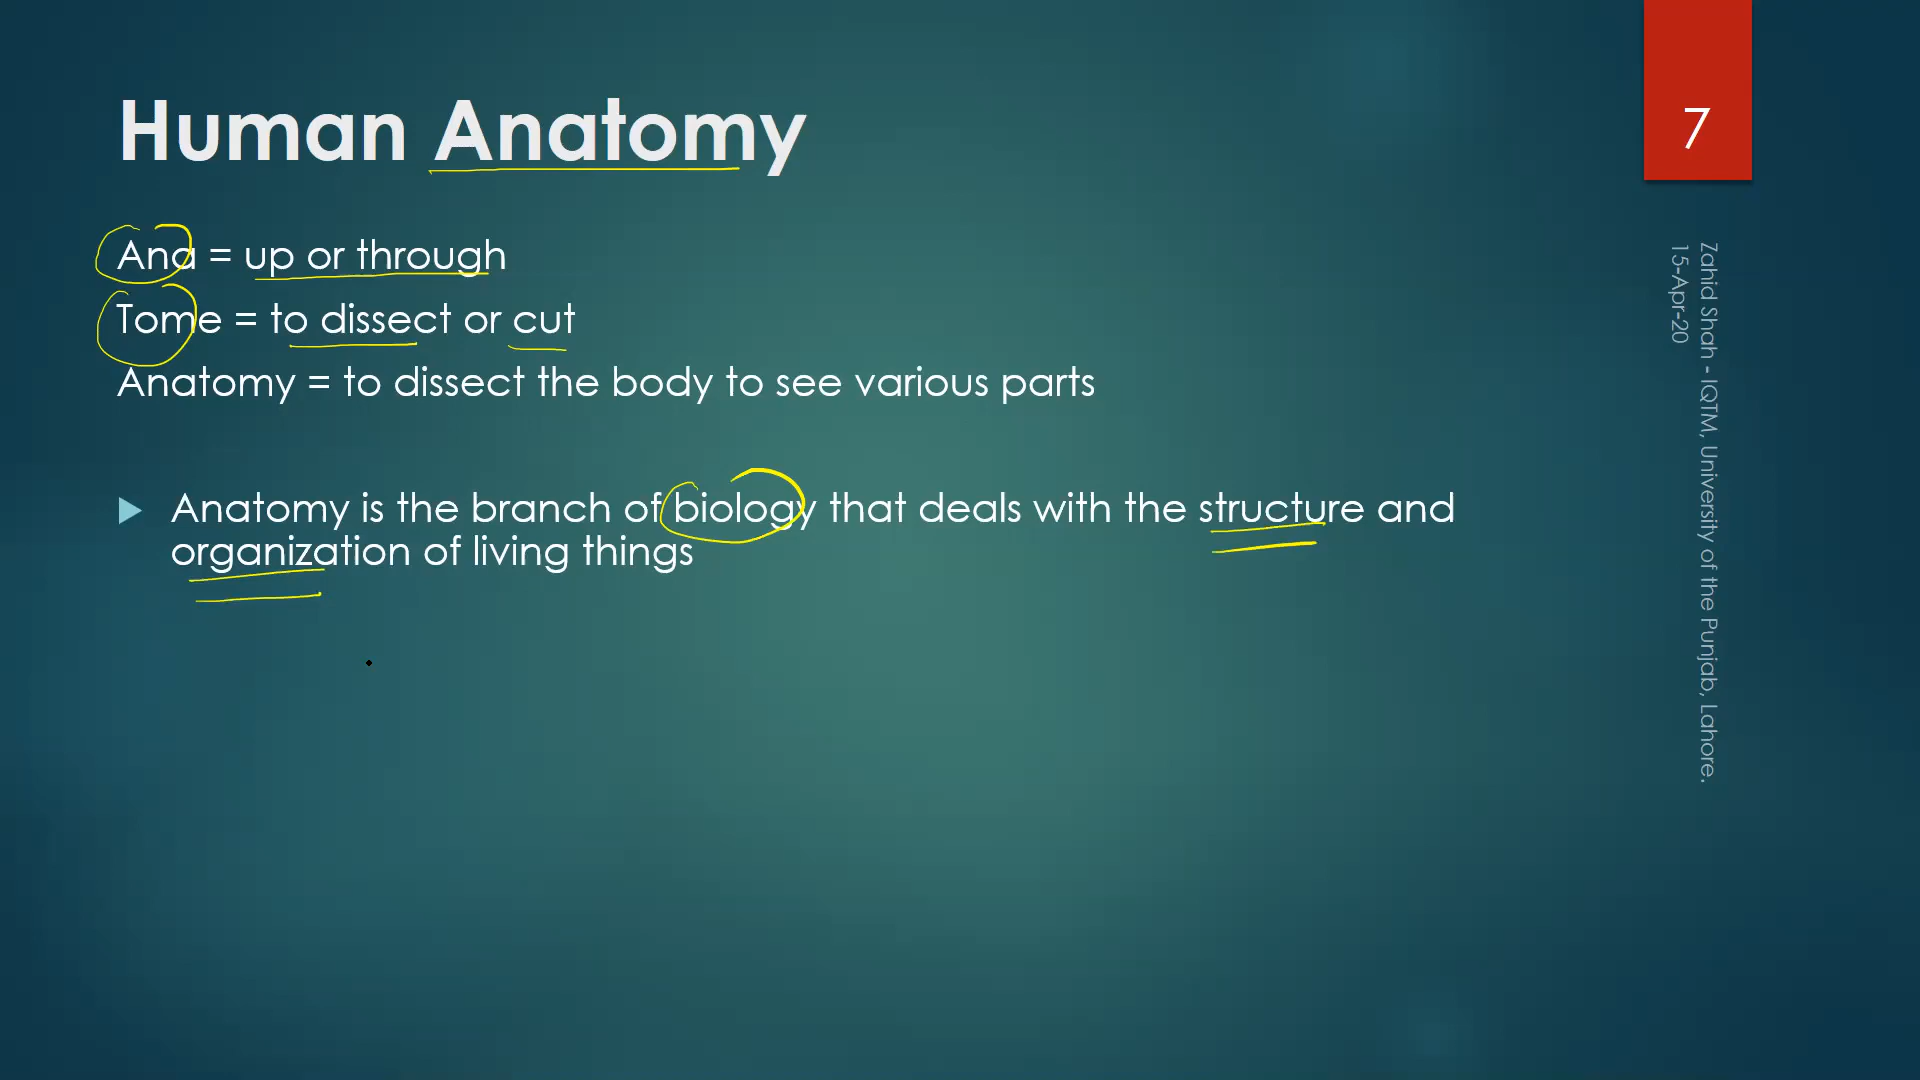 Human Anatomy
7
Ana = up or through
Tome = to dissect or cut
Anatomy = to dissect the body to see various parts
Anatomy is the branch of biology that deals with the structure and
organization of living things
Zahid Shah - IQTM, University of the Punjab, Lahore.
15-Apr-20